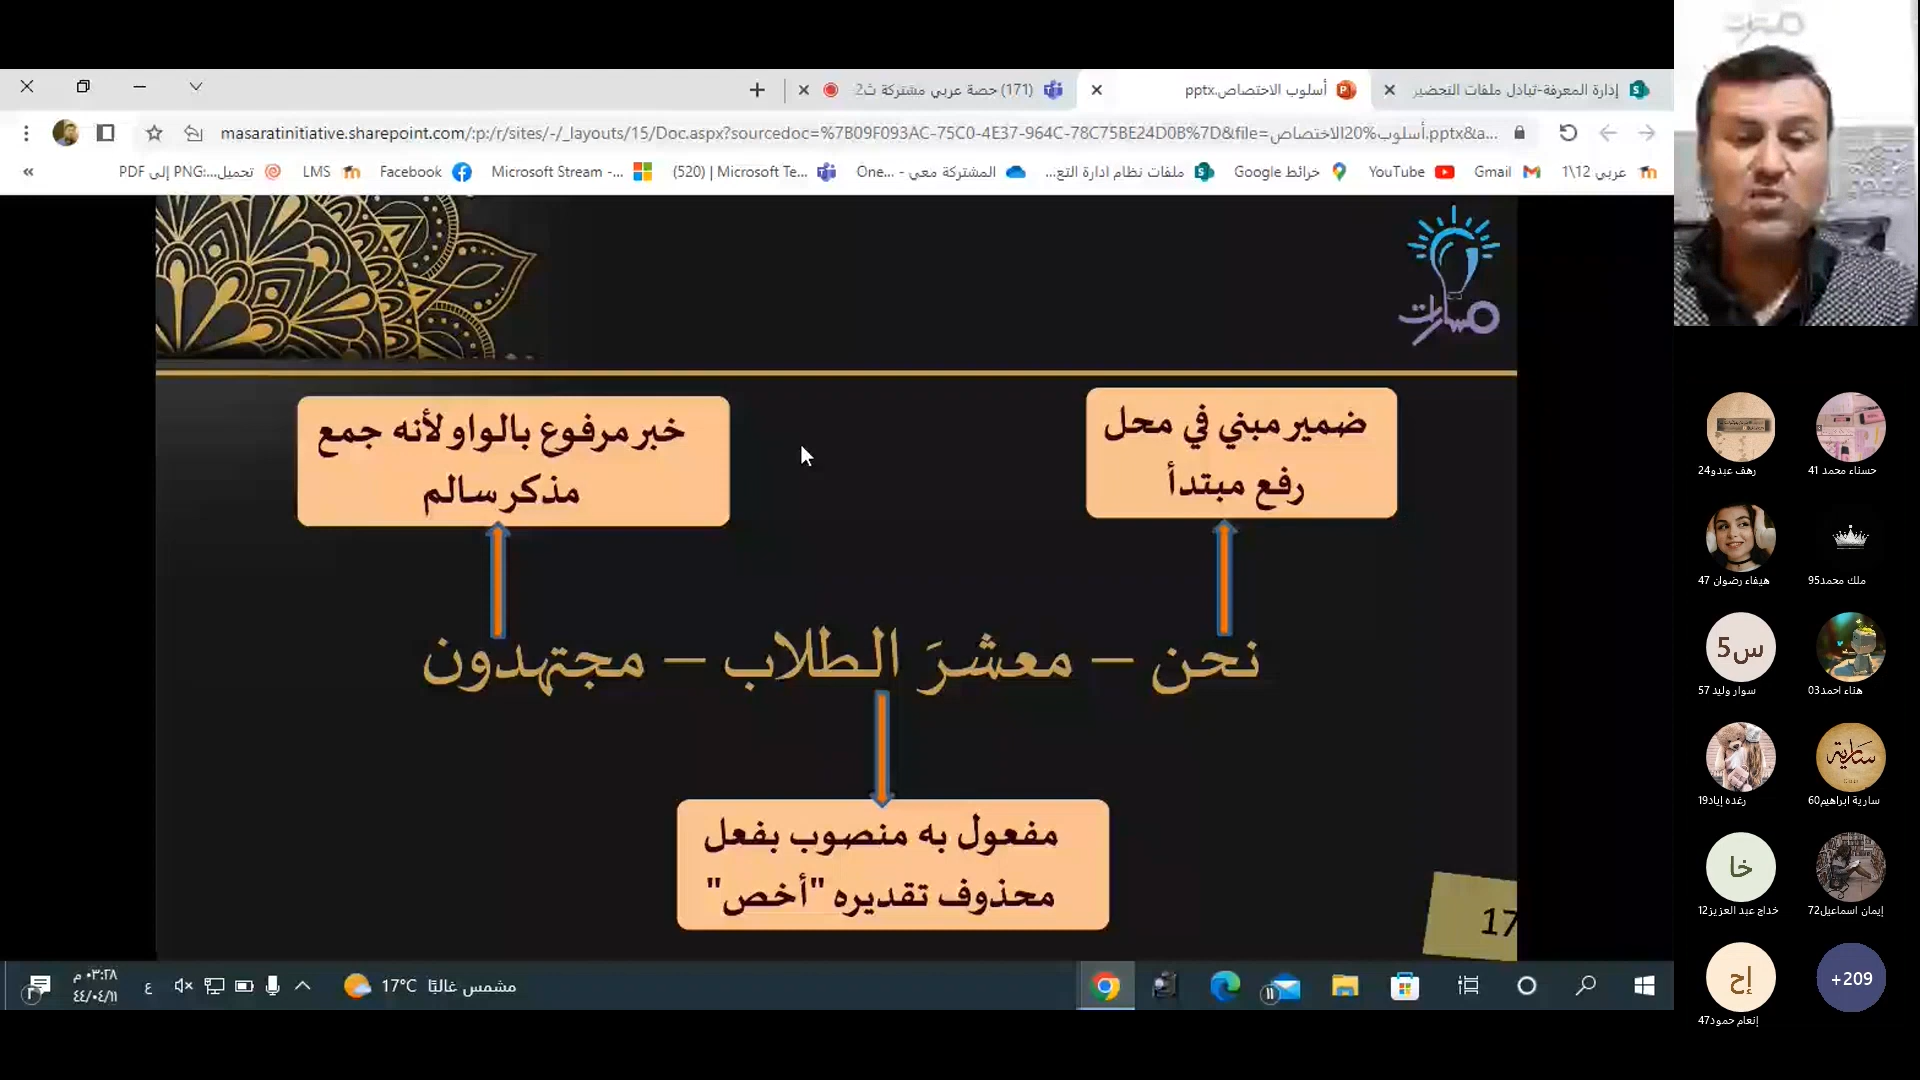 إدارة المعرفة-تبادل ملفات التحضير
أسلوب الاختصاص.pptx
(171) حصة عربي مشتركة ث2
masaratinitiative.sharepoint.com/:p:/r/sites/-/_layouts/15/Doc.aspx?sourcedoc=%7B09F093AC-75C0-4E37-964C-78C75BE24D0B%7D&file=أسلوب%20الاختصاص.pptx&a...
عربي 12\1
Gmail
YouTube
خرائط Google
ملفات نظام ادارة التع...
المشتركة معي - One...
(520) | Microsoft Te...
Microsoft Stream -...
Facebook
LMS
تحميل...PNG إلى PDF:
مسارات
ضمير مبني في محل
رفع مبتدأ
خبر مرفوع بالواو لأنه جمع
مذكر سالم
نحن – معشرَ الطلاب – مجتهدون
مفعول به منصوب بفعل
محذوف تقديره "أخص"
17
17°C مشمس غالبًا
ع
٠٣:٢٨ م
٤٤/٠٤/١١
رهف عبدو24
حسناء محمد 41
هيفاء رضوان 47
ملك محمد95
س5
سوار وليد 57
هناء احمد03
رغده إياد19
سارية
سارية ابراهيم60
خا
خداج عبد العزيز12
إيمان اسماعيل72
إح
إنعام حمود47
+209